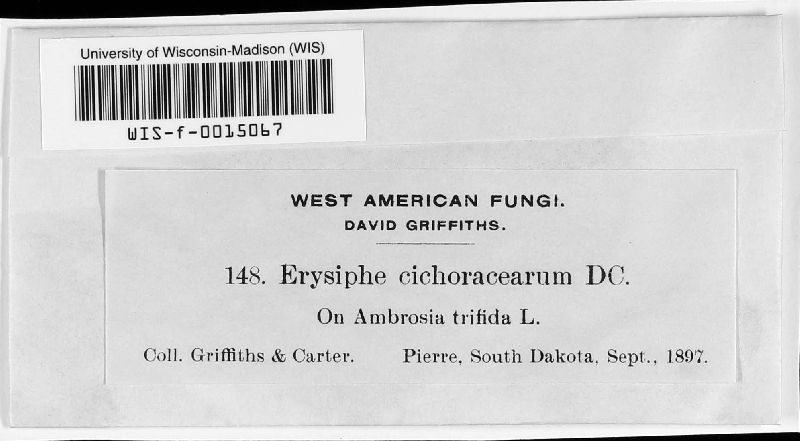 University of Wisconsin-Madison (WIS)
WIS-f-0015067
WEST AMERICAN FUNGI.
DAVID GRIFFITHS.
148. Erysiphe cichoracearum DC.
On Ambrosia trifida L.
Coll. Griffiths & Carter. Pierre, South Dakota, Sept., 1897.